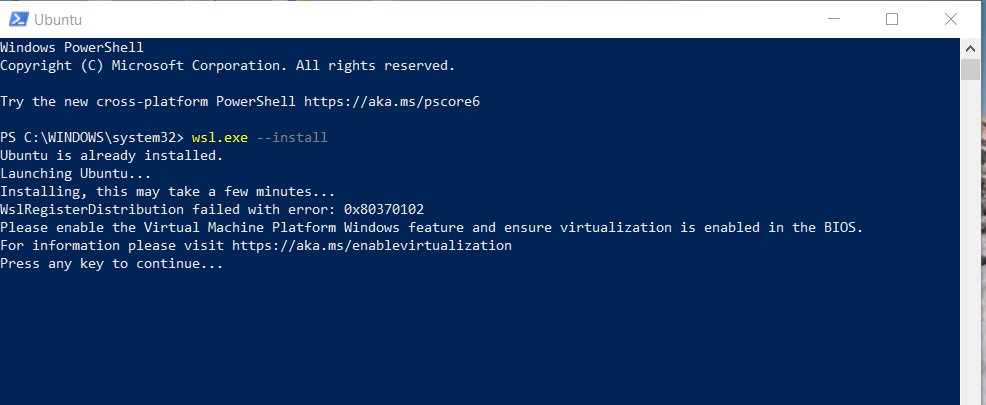 Ubuntu
Windows PowerShell
Copyright (C) Microsoft Corporation. All rights reserved.
Try the new cross-platform PowerShell https://aka.ms/pscore6
PS C:\WINDOWS\system32> wsl.exe --install
Ubuntu is already installed.
Launching Ubuntu...
Installing, this may take a few minutes...
WslRegisterDistribution failed with error: 0x80370102
Please enable the Virtual Machine Platform Windows feature and ensure virtualization is enabled in the BIOS.
For information please visit https://aka.ms/enablevirtualization
Press any key to continue...